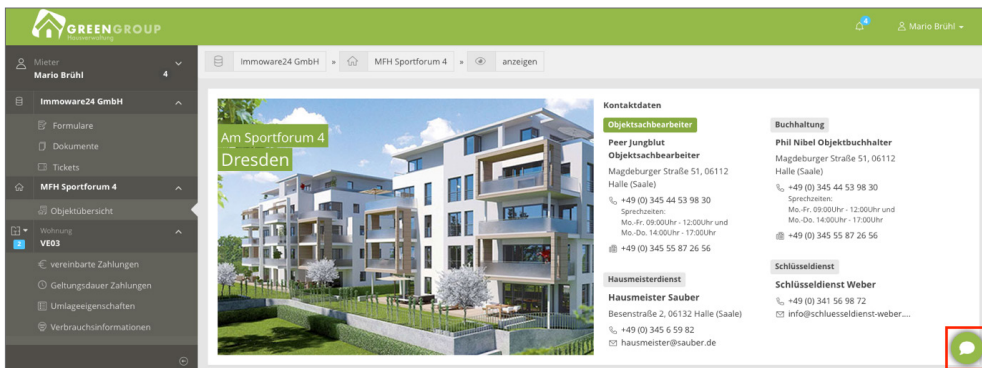 GREENGROUP
Hausverwaltung
4
Mario Brühl
Mieter
Mario Brühl
4
Immoware24 GmbH
Formulare
Dokumente
Tickets
MFH Sportforum 4
Objektübersicht
Wohnung
VE03
2
vereinbarte Zahlungen
Geltungsdauer Zahlungen
Umlageeigenschaften
Verbrauchsinformationen
Immoware24 GmbH » MFH Sportforum 4 » anzeigen
Am Sportforum 4
Dresden
Kontaktdaten
Objektsachbearbeiter
Peer Jungblut
Objektsachbearbeiter
Magdeburger Straße 51, 06112
Halle (Saale)
+49 (0) 345 44 53 98 30
Sprechzeiten:
Mo.-Fr. 09:00Uhr - 12:00Uhr und
Mo.-Do. 14:00Uhr - 17:00Uhr
+49 (0) 345 55 87 26 56
Hausmeisterdienst
Hausmeister Sauber
Besenstraße 2, 06132 Halle (Saale)
+49 (0) 345 6 59 82
hausmeister@sauber.de
Buchhaltung
Phil Nibel Objektbuchhalter
Magdeburger Straße 51, 06112
Halle (Saale)
+49 (0) 345 44 53 98 30
Sprechzeiten:
Mo.-Fr. 09:00Uhr - 12:00Uhr und
Mo.-Do. 14:00Uhr - 17:00Uhr
+49 (0) 345 55 87 26 56
Schlüsseldienst
Schlüsseldienst Weber
+49 (0) 341 56 98 72
info@schluesseldienst-weber....